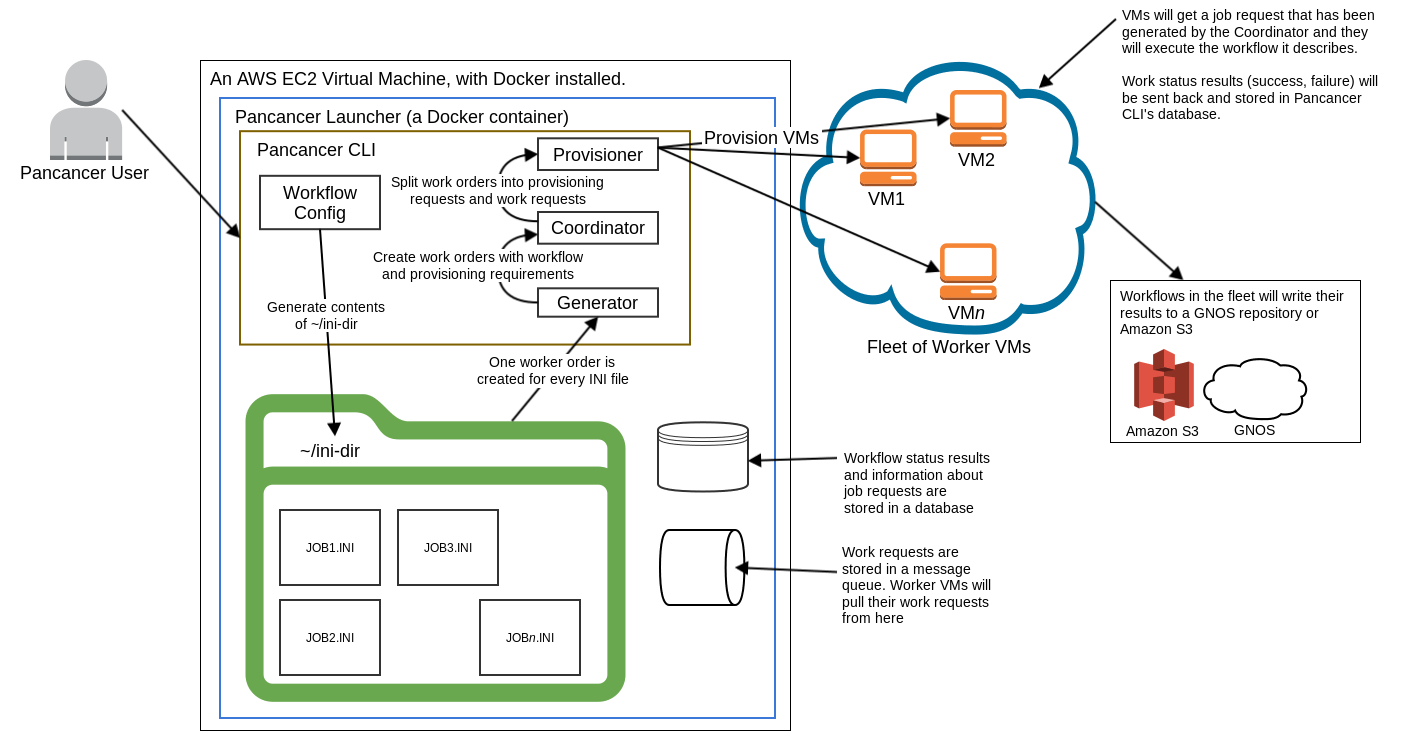 Pancancer User
An AWS EC2 Virtual Machine, with Docker installed.
Pancancer Launcher (a Docker container)
Pancancer CLI
Workflow
Config
Provisioner
Split work orders into provisioning
requests and work requests
Coordinator
Create work orders with workflow
and provisioning requirements
Generator
Generate contents
of ~/ini-dir
One worker order is
created for every INI file
~/ini-dir
JOB1.INI
JOB3.INI
JOB2.INI
JOBn.INI
Provision VMs
VM2
VM1
VMn
Fleet of Worker VMs
VMs will get a job request that has been
generated by the Coordinator and they
will execute the workflow it describes.
Work status results (success, failure) will
be sent back and stored in Pancancer
CLI's database.
Workflows in the fleet will write their
results to a GNOS repository or
Amazon S3
Amazon S3
GNOS
Workflow status results
and information about
job requests are
stored in a database
Work requests are
stored in a message
queue. Worker VMs will
pull their work requests
from here